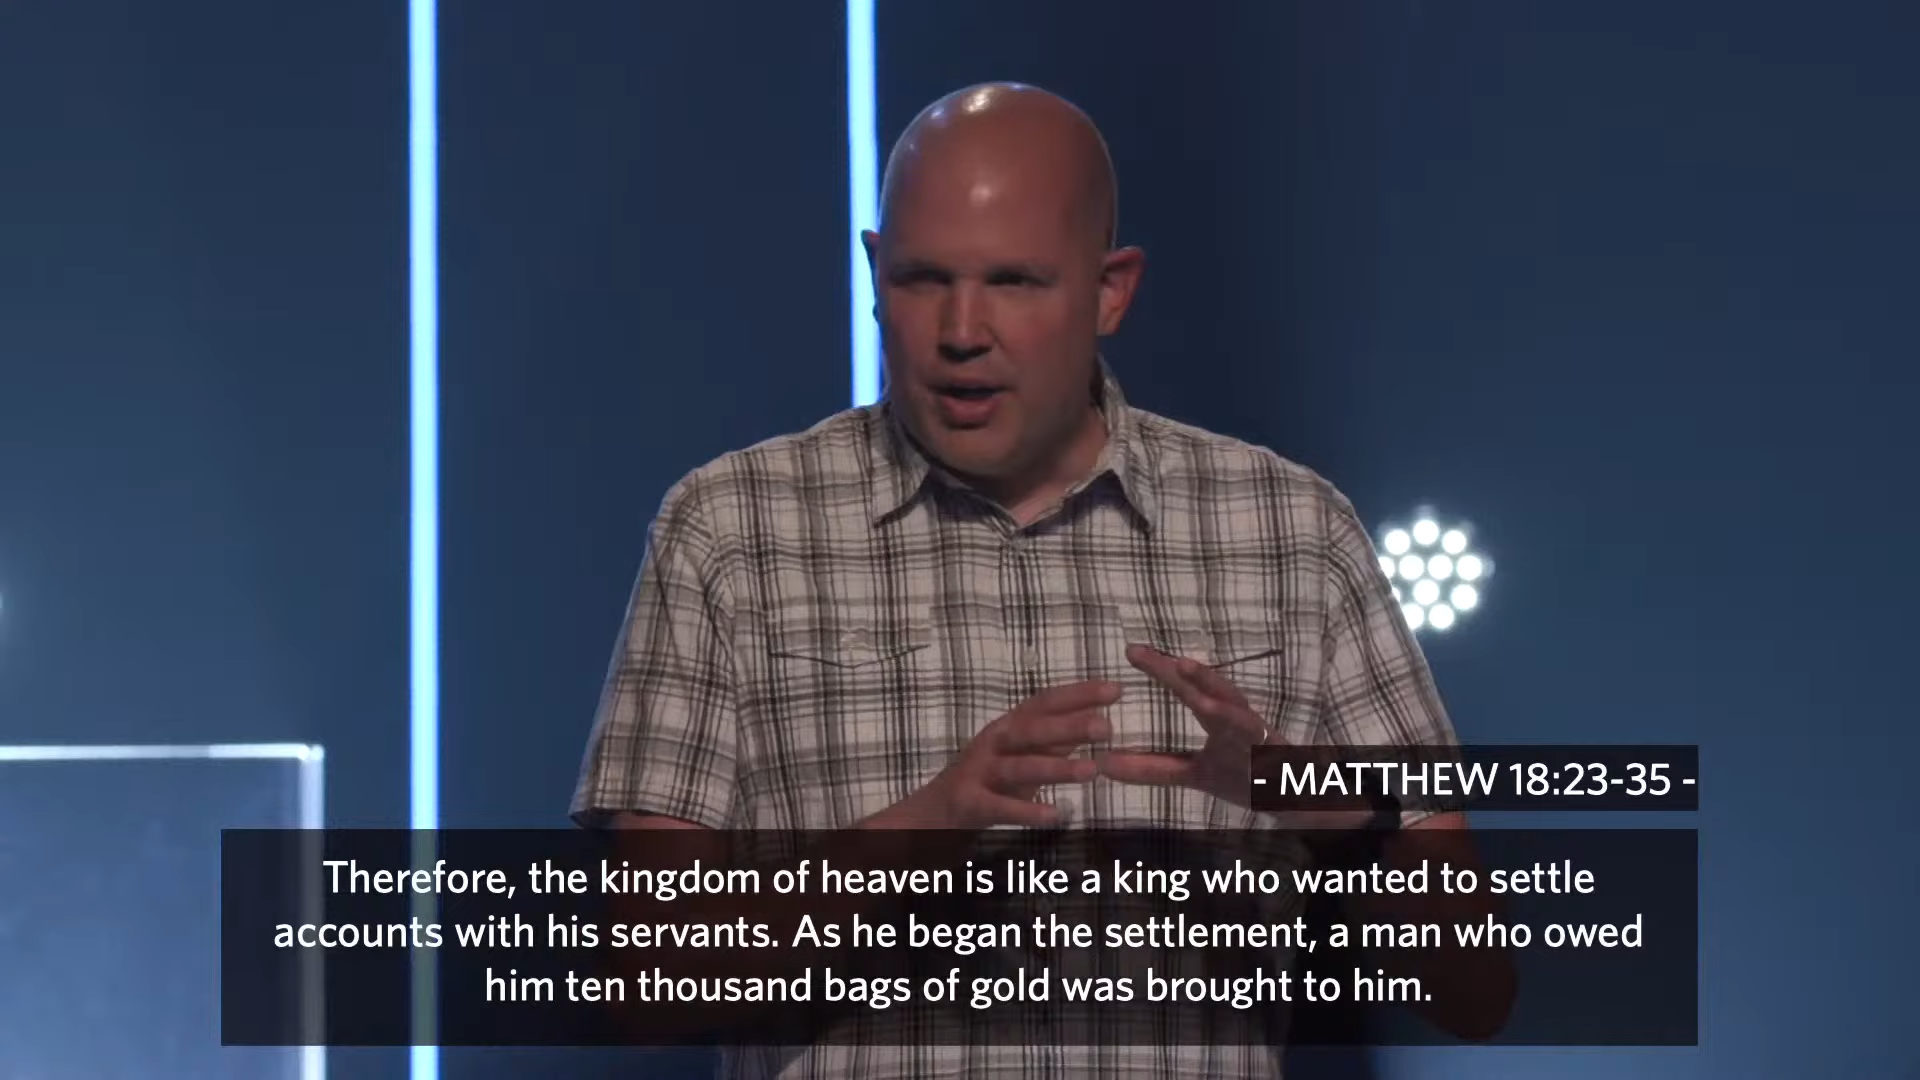 - MATTHEW 18:23-35 -
Therefore, the kingdom of heaven is like a king who wanted to settle
accounts with his servants. As he began the settlement, a man who owed
him ten thousand bags of gold was brought to him.